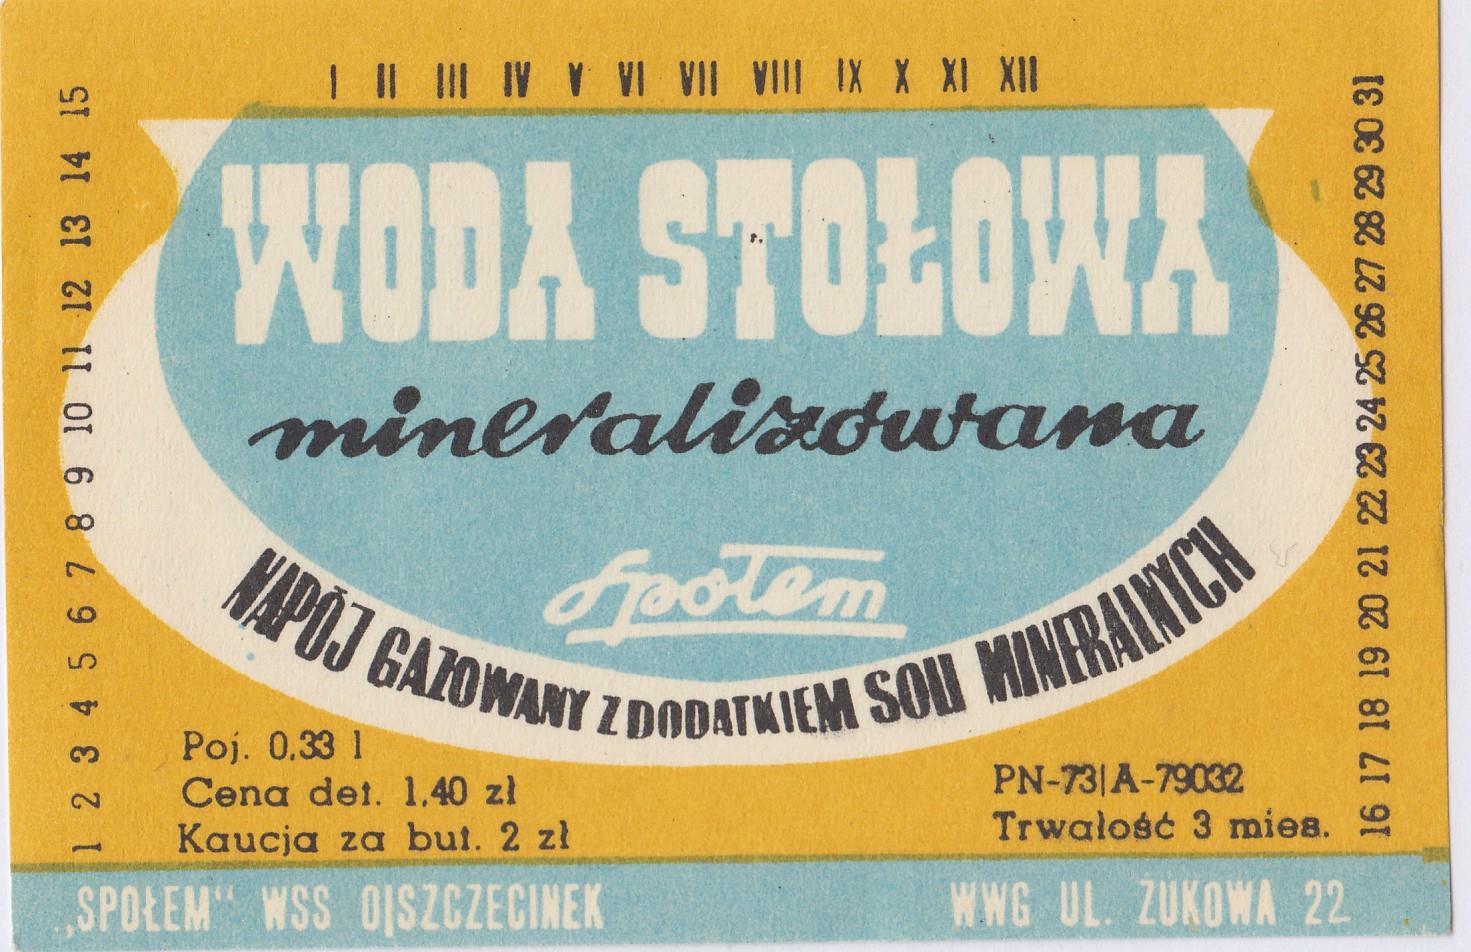 I II III IV V VI VII VIII IX X XI XII
1 2 3 4 5 6 7 8 9 10 11 12 13 14 15
WODA STOŁOWA
mineralizowana
społem
NAPÓJ GAZOWANY Z DODATKIEM SOLI MINERALNYCH
Poj. 0,33 l
Cena det. 1,40 zł
Kaucja za but. 2 zł
PN-73|A-79032
Trwałość 3 mies.
16 17 18 19 20 21 22 23 24 25 26 27 28 29 30 31
„SPOŁEM" WSS O|SZCZECINEK
WWG UL. ŻUKOWA 22